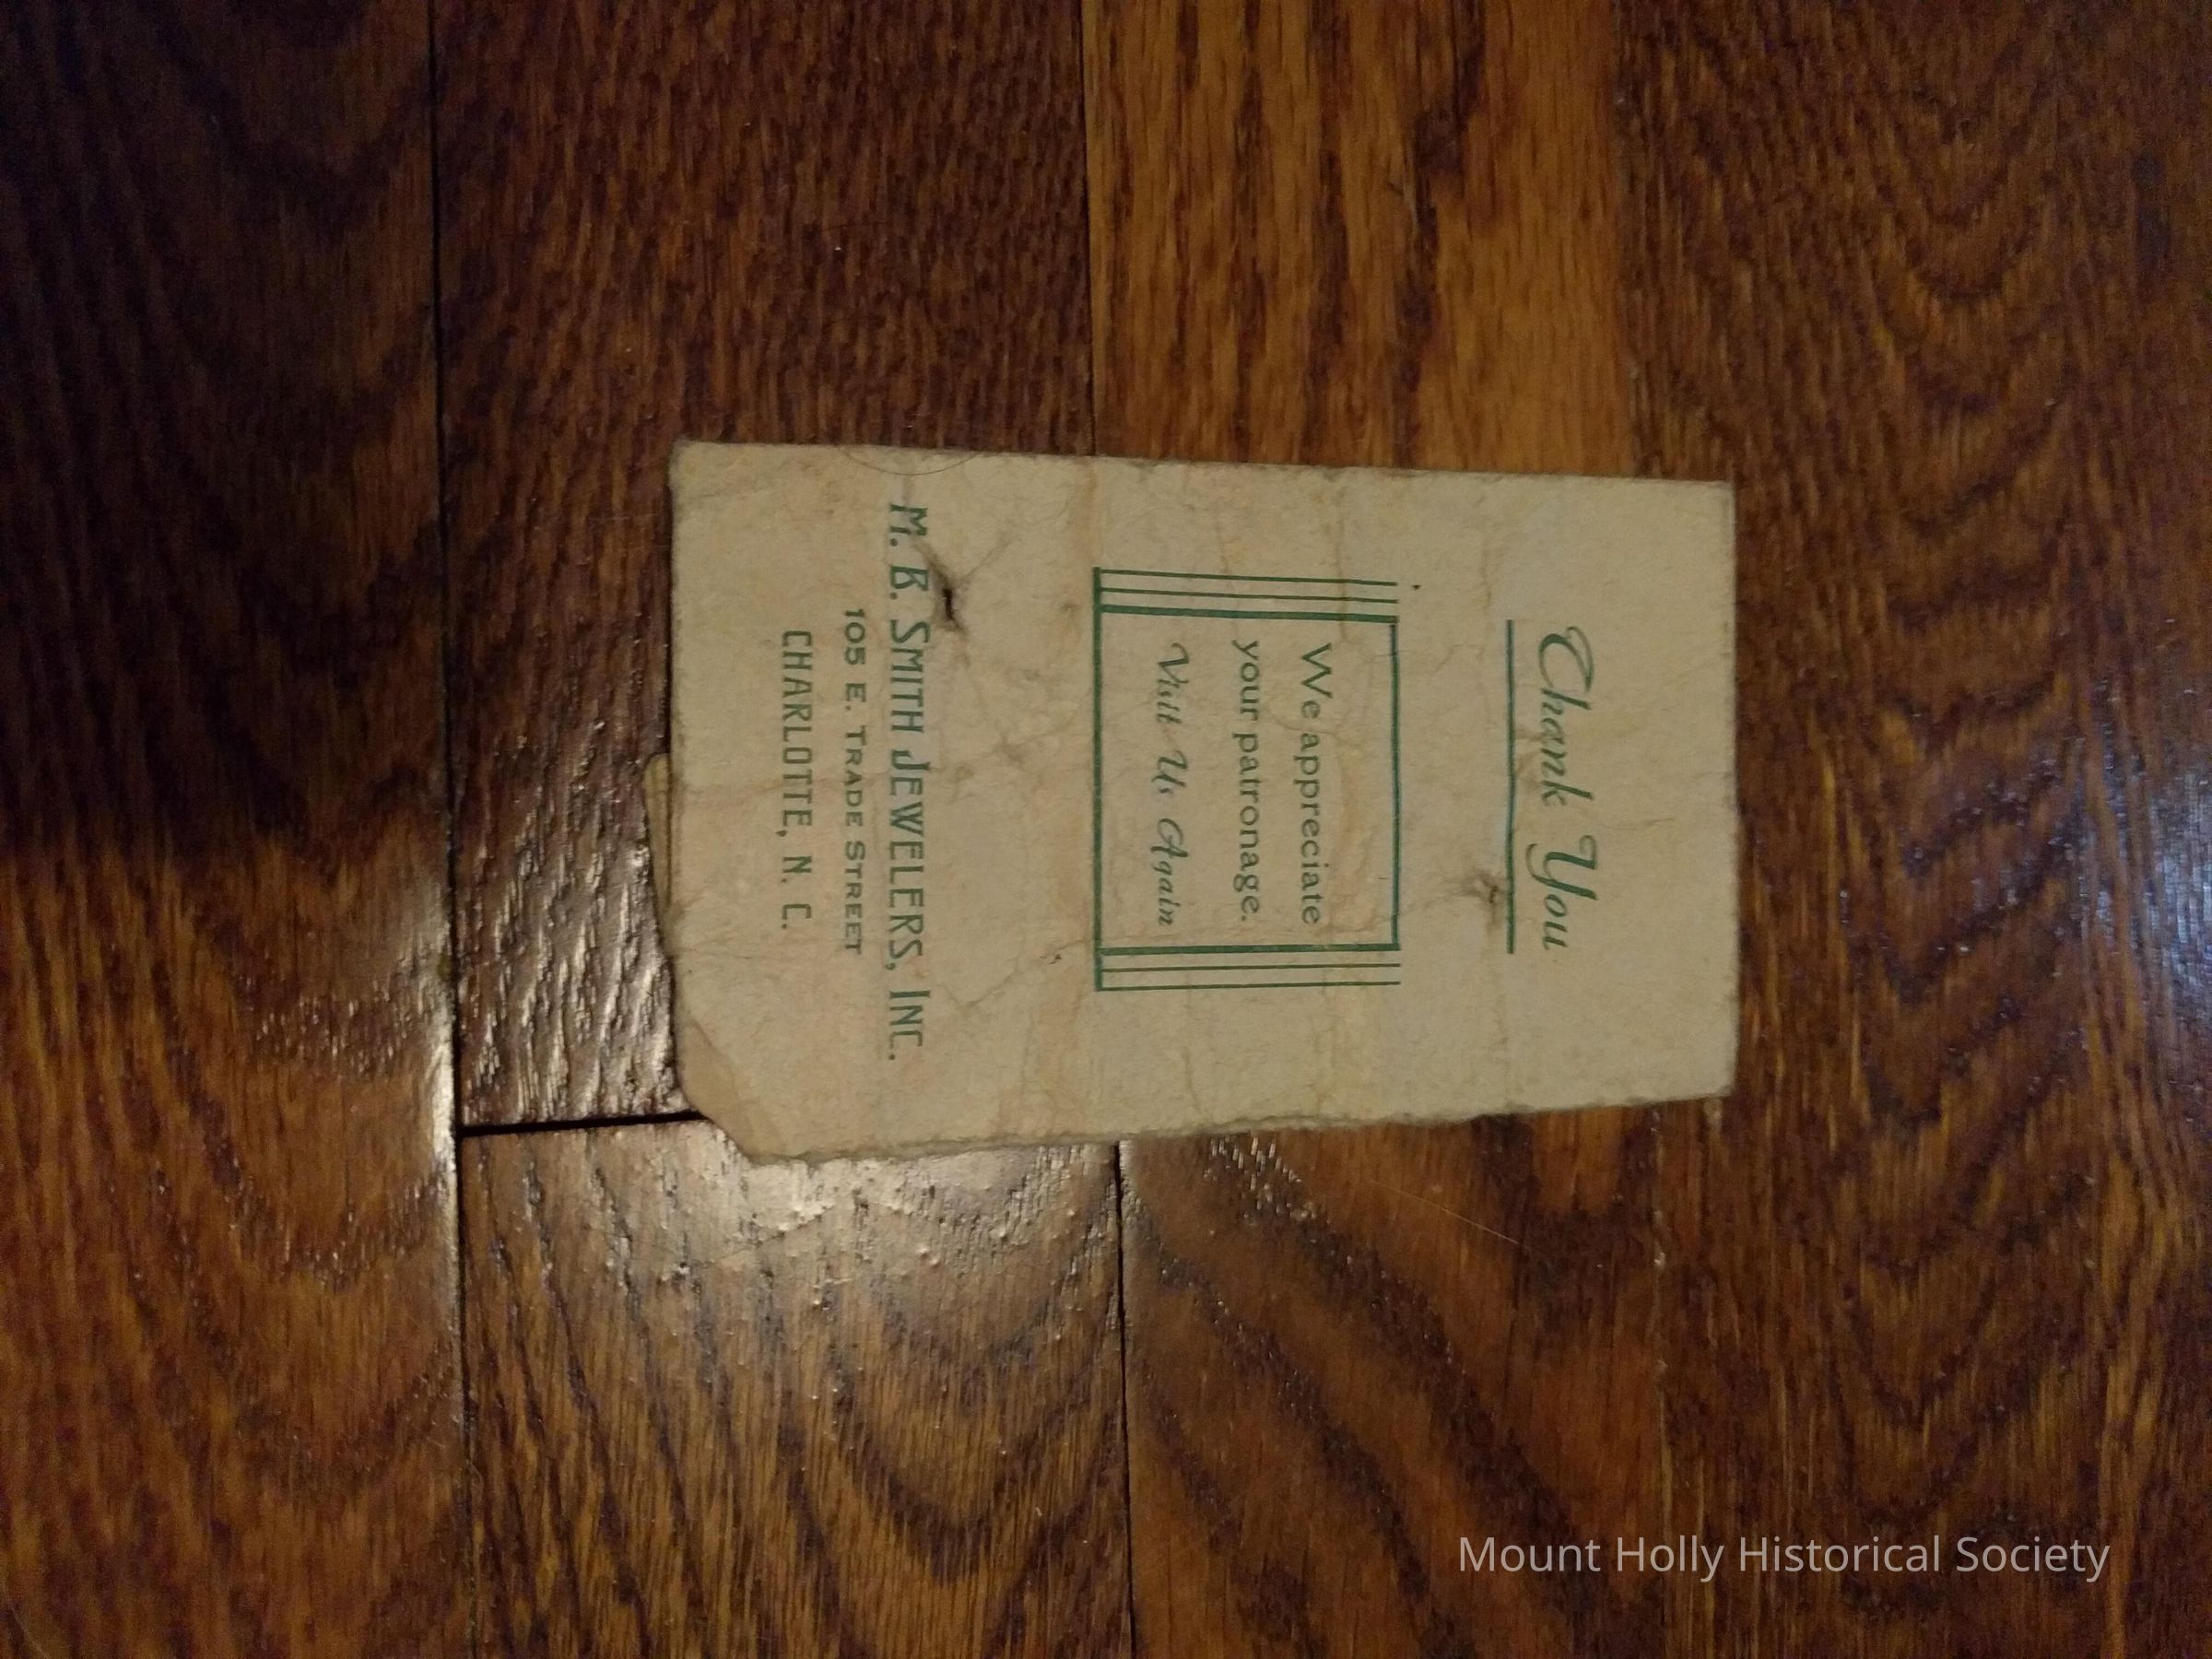 Thank You
We appreciate
your patronage.
Visit Us Again
M. B. SMITH JEWELERS, INC.
105 E. TRADE STREET
CHARLOTTE, N. C.
Mount Holly Historical Society